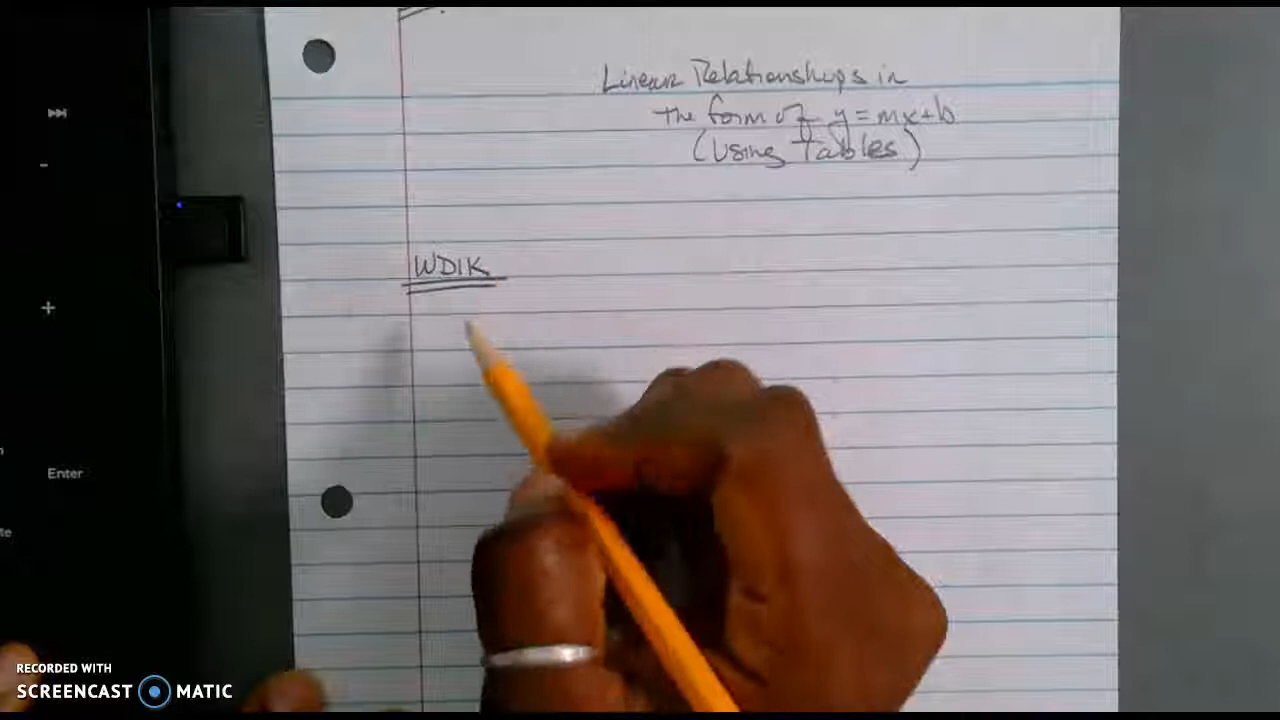 Linear Relationships in
the form of y=mx+b
(Using Tables)
WDIK
Enter
RECORDED WITH
SCREENCAST MATIC